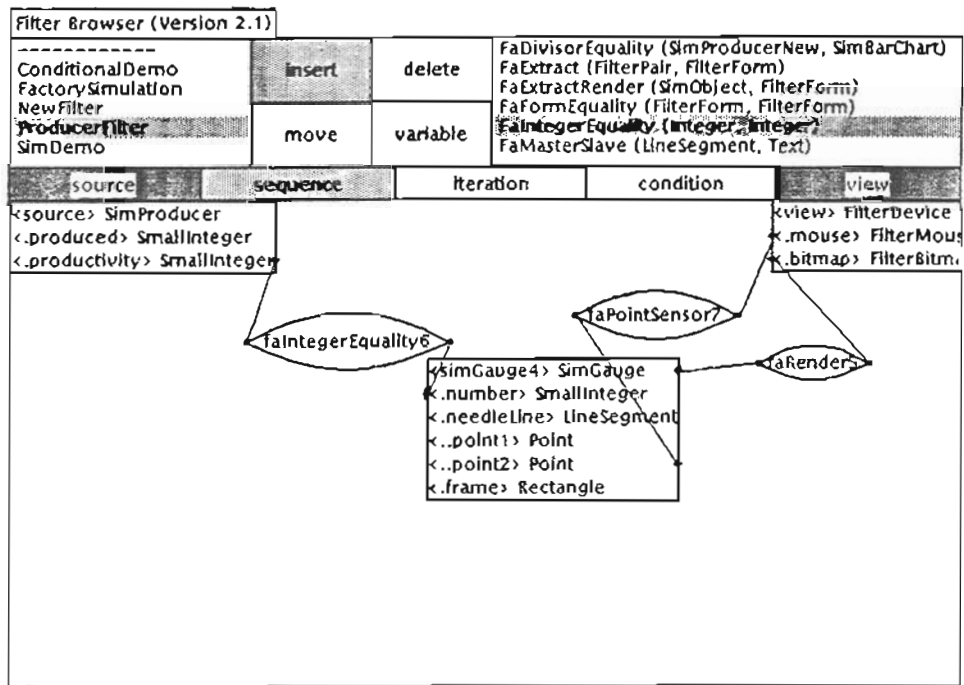 Filter Browser (Version 2.1)
------------
ConditionalDemo
FactorySimulation
NewFilter
ProducerFilter
SimDemo
insert
delete
move
variable
FaDivisorEquality (SimProducerNew, SimBarChart)
FaExtract (FilterPair, FilterForm)
FaExtractRender (SimObject, FilterForm)
FaFormEquality (FilterForm, FilterForm)
FaIntegerEquality (Integer, Integer)
FaMasterSlave (LineSegment, Text)
source
sequence
iteration
condition
view
<source> SimProducer
<.produced> SmallInteger
<.productivity> SmallInteger
<view> FilterDevice
<.mouse> FilterMous
<.bitmap> FilterBitm
faIntegerEquality6
faPointSensor7
faRender5
<simGauge4> SimGauge
<.number> SmallInteger
<.needleLine> LineSegment
<..point1> Point
<..point2> Point
<.frame> Rectangle